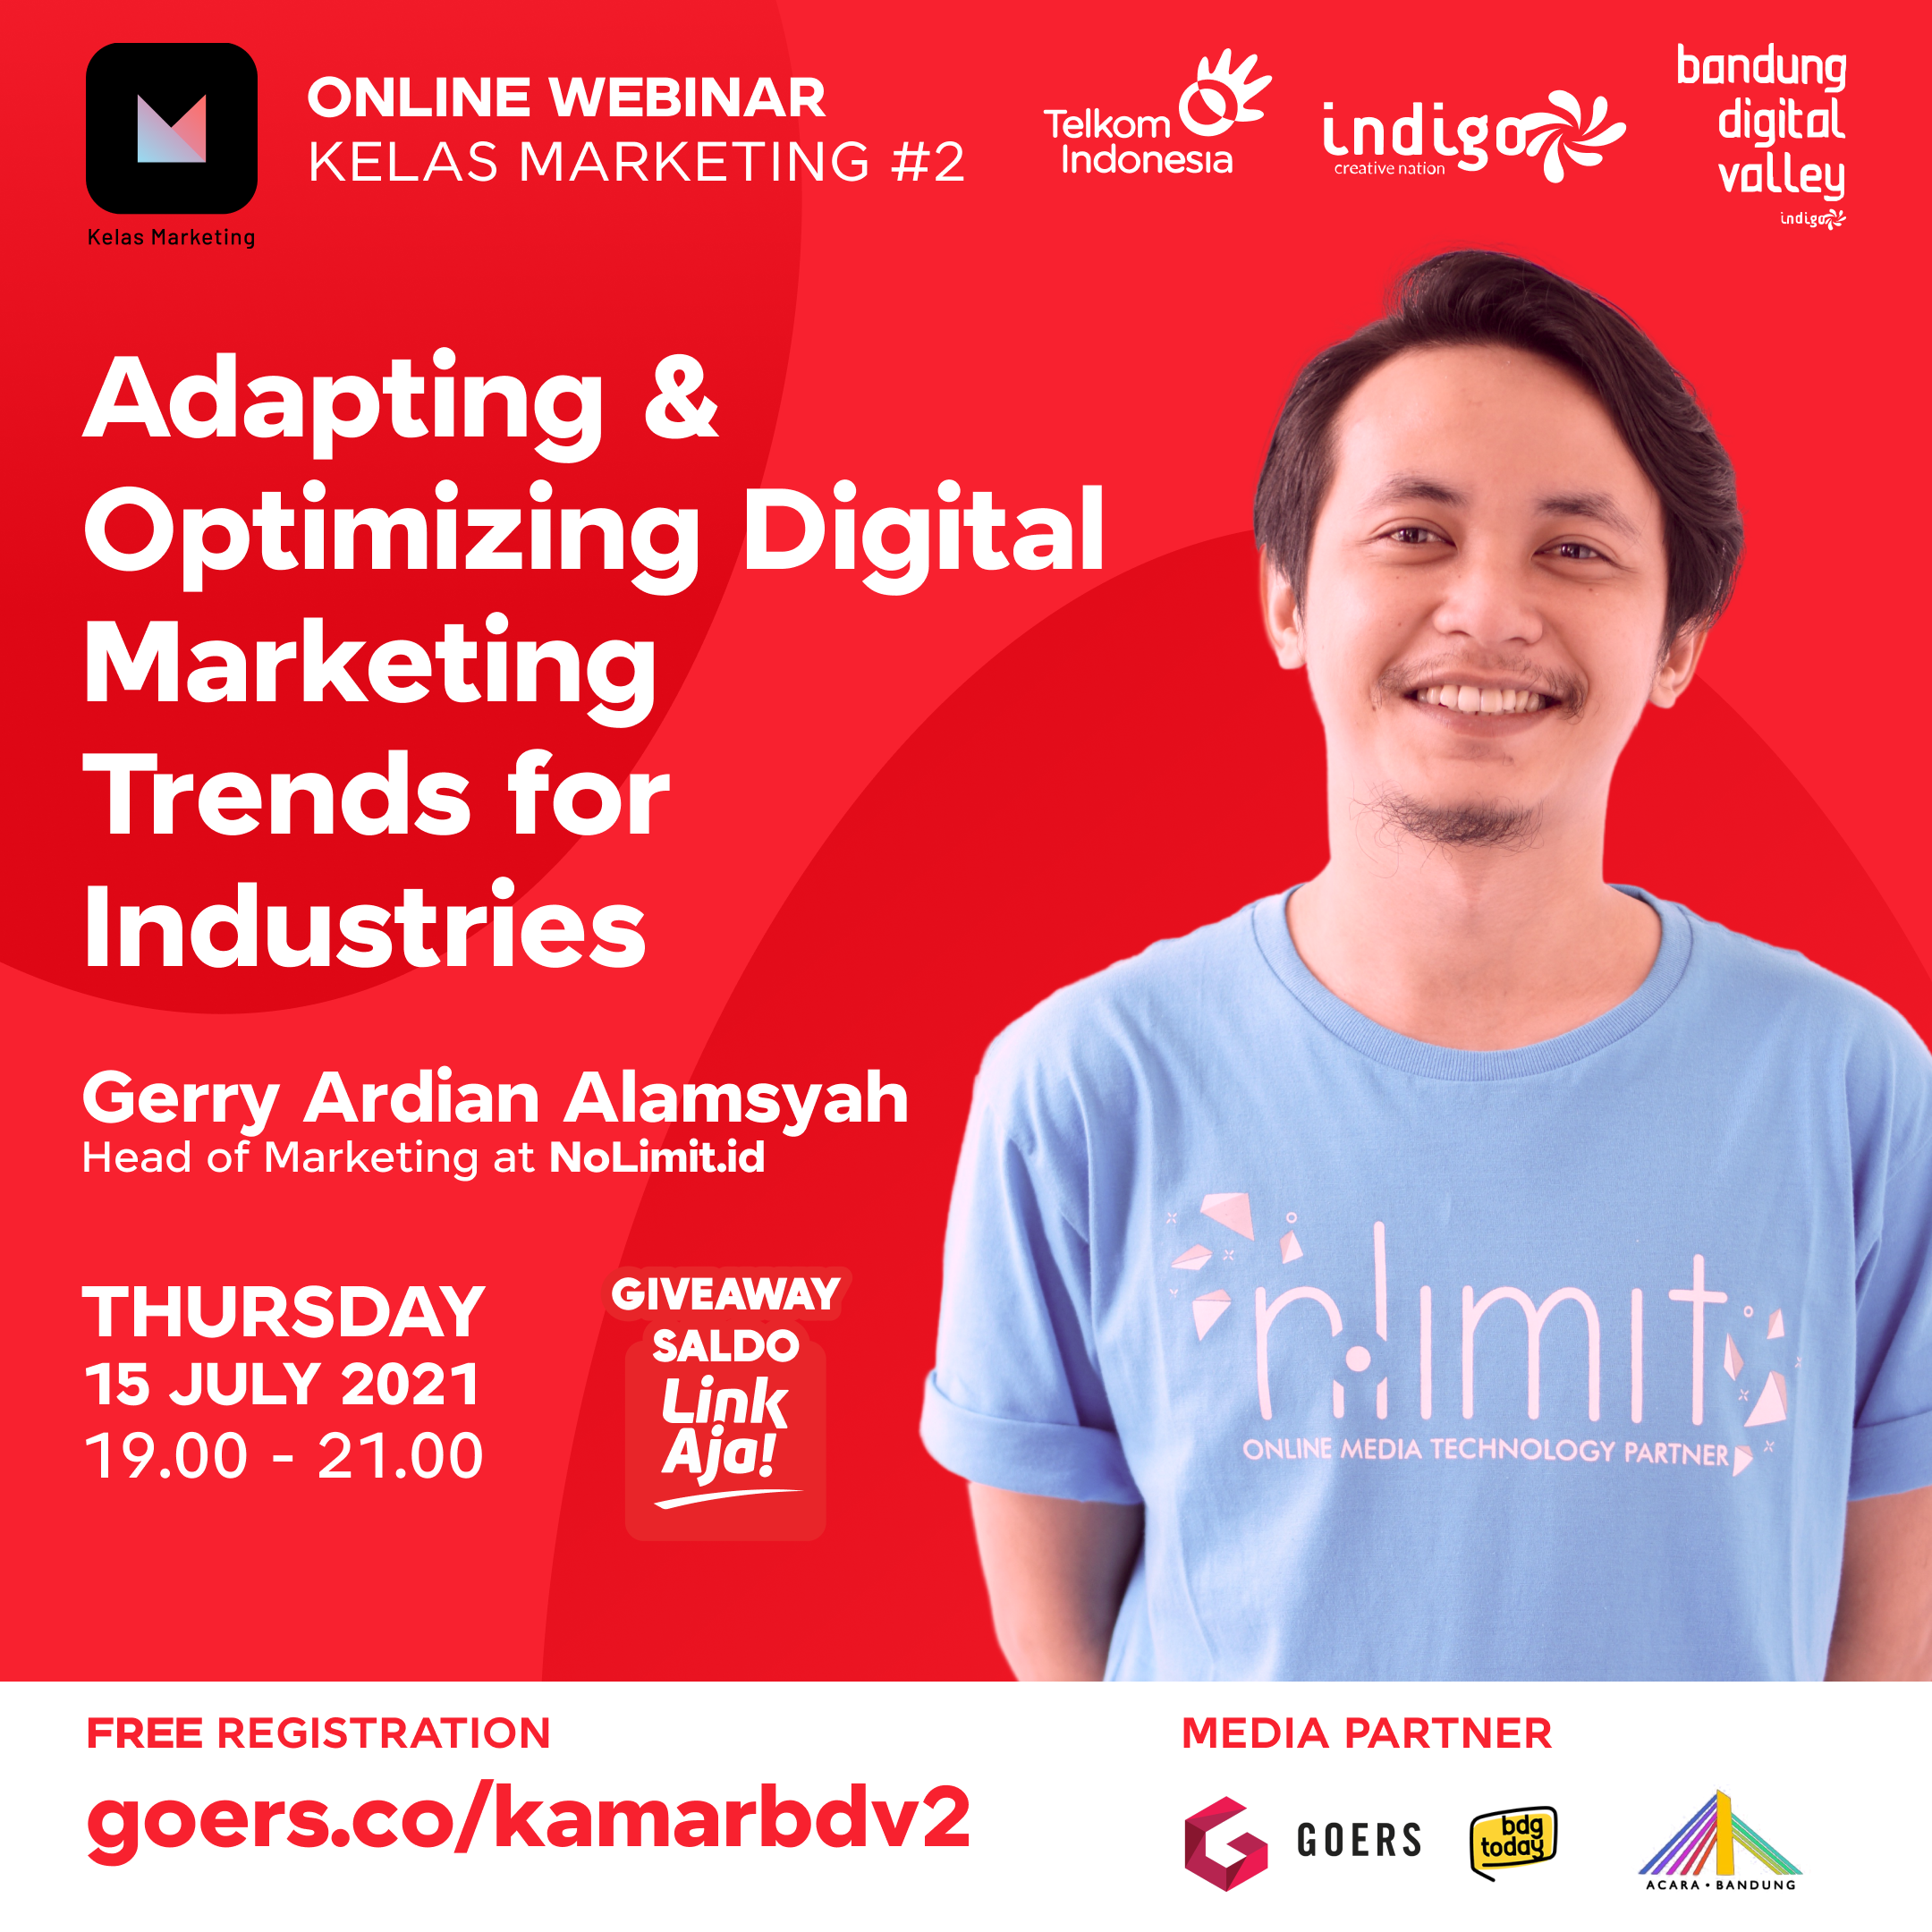 Kelas Marketing
ONLINE WEBINAR
KELAS MARKETING #2
Telkom
Indonesia
indigo
creative nation
bandung
digital
valley
indigo
Adapting &
Optimizing Digital
Marketing
Trends for
Industries
Gerry Ardian Alamsyah
Head of Marketing at NoLimit.id
THURSDAY
15 JULY 2021
19.00 - 21.00
GIVEAWAY
SALDO
Link
Aja!
nolimit
ONLINE MEDIA TECHNOLOGY PARTNER
FREE REGISTRATION
goers.co/kamarbdv2
MEDIA PARTNER
GOERS
bdg
today
ACARA • BANDUNG